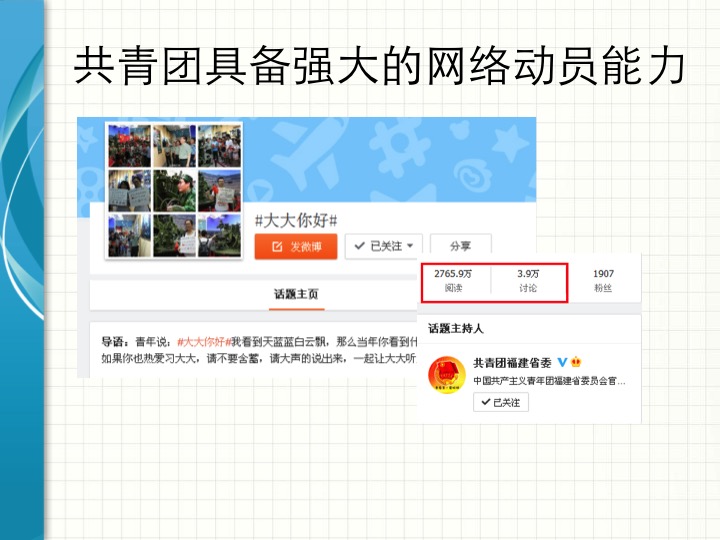 共青团具备强大的网络动员能力
#大大你好#
发微博
已关注
分享
2765.9万
阅读
3.9万
讨论
1907
粉丝
话题主页
话题主持人
导语：青年说：#大大你好#我看到天蓝蓝白云飘，那么当年你看到什
如果你也热爱习大大，请不要含蓄，请大声的说出来，一起让大大听
共青团福建省委
中国共产主义青年团福建省委员会官...
已关注